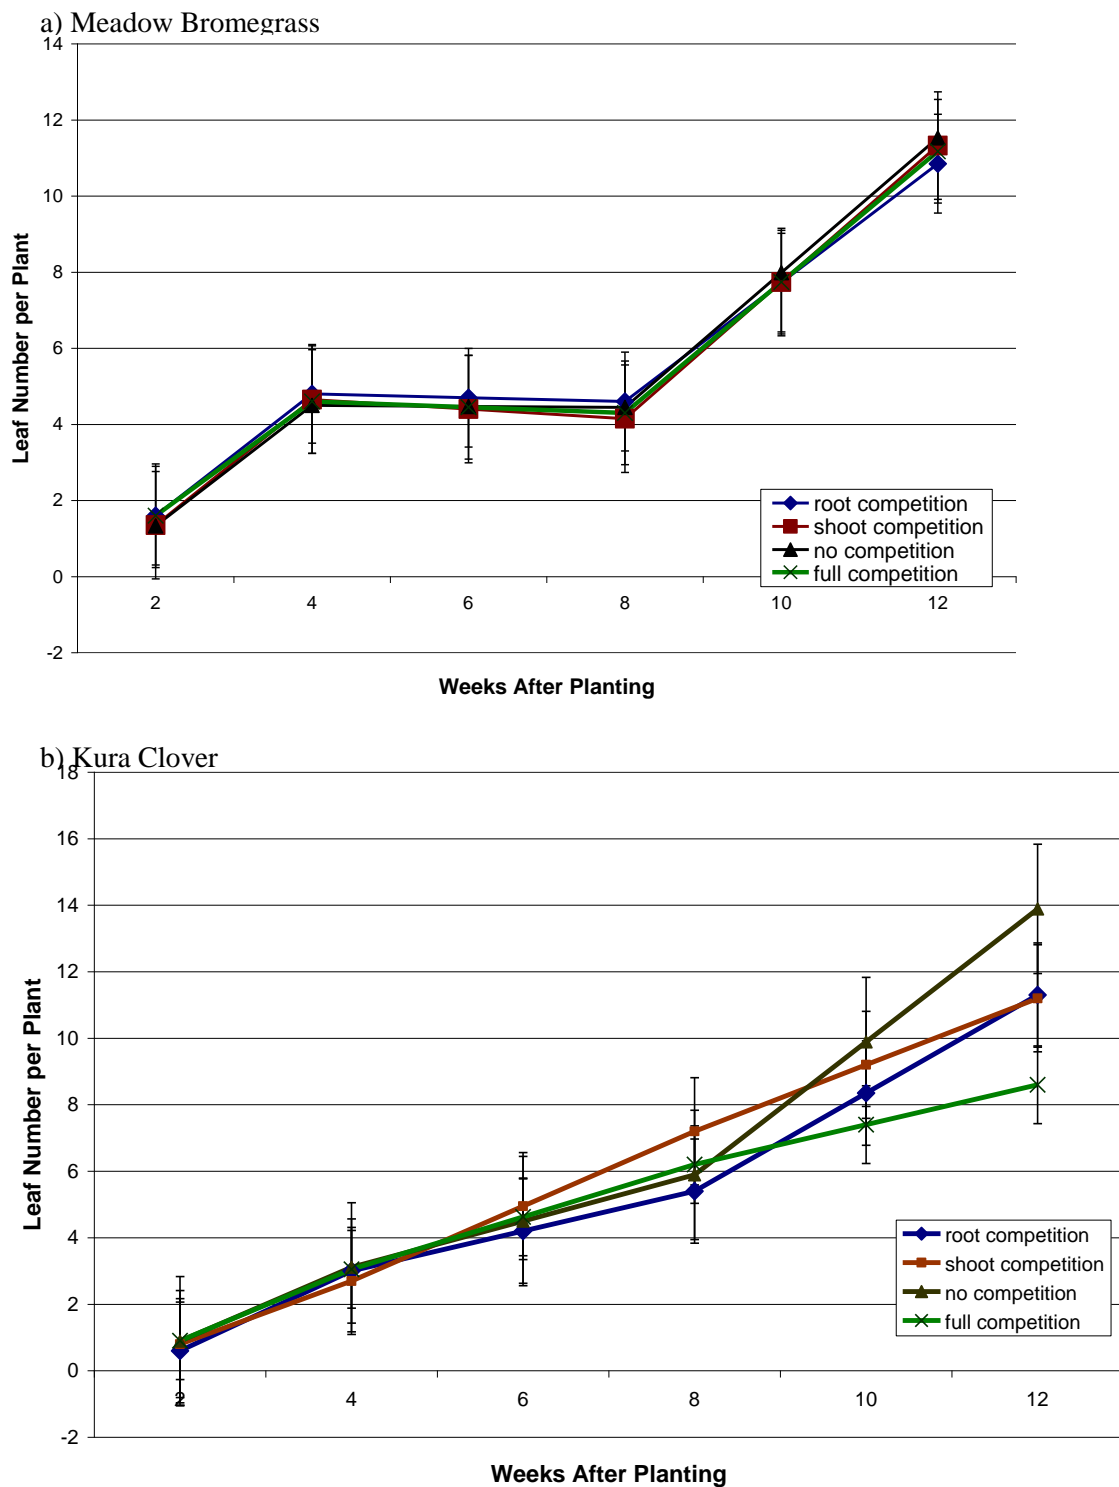 a) Meadow Bromegrass
14
12
10
8
6
4
2
0
-2
Leaf Number per Plant
root competition
shoot competition
no competition
full competition
2 4 6 8 10 12
Weeks After Planting
b) Kura Clover
18
16
14
12
10
8
6
4
2
0
-2
Leaf Number per Plant
root competition
shoot competition
no competition
full competition
2 4 6 8 10 12
Weeks After Planting